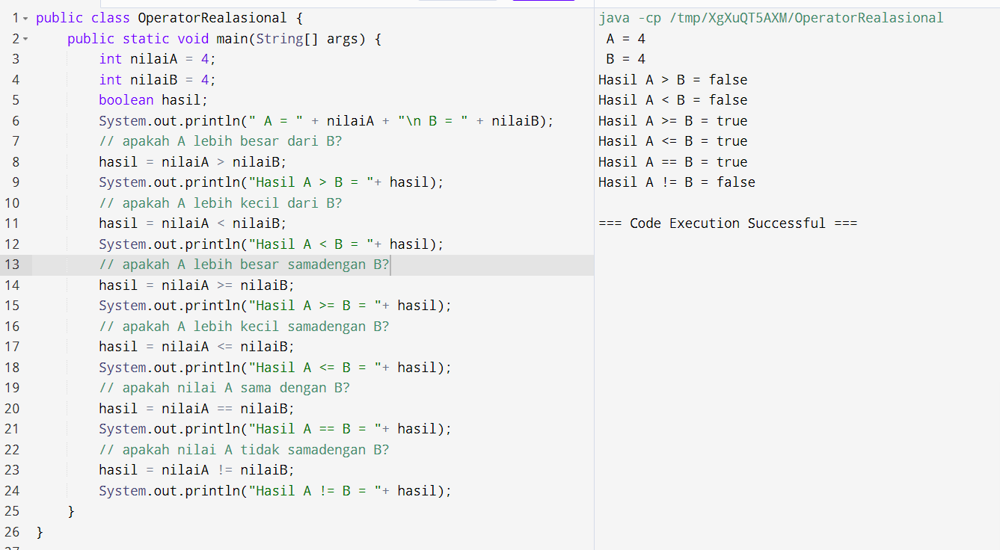 1 public class OperatorRealasional {
2 public static void main(String[] args) {
3 int nilaiA = 4;
4 int nilaiB = 4;
5 boolean hasil;
6 System.out.println(" A = " + nilaiA + "\n B = " + nilaiB);
7 // apakah A lebih besar dari B?
8 hasil = nilaiA > nilaiB;
9 System.out.println("Hasil A > B = "+ hasil);
10 // apakah A lebih kecil dari B?
11 hasil = nilaiA < nilaiB;
12 System.out.println("Hasil A < B = "+ hasil);
13 // apakah A lebih besar samadengan B?
14 hasil = nilaiA >= nilaiB;
15 System.out.println("Hasil A >= B = "+ hasil);
16 // apakah A lebih kecil samadengan B?
17 hasil = nilaiA <= nilaiB;
18 System.out.println("Hasil A <= B = "+ hasil);
19 // apakah nilai A sama dengan B?
20 hasil = nilaiA == nilaiB;
21 System.out.println("Hasil A == B = "+ hasil);
22 // apakah nilai A tidak samadengan B?
23 hasil = nilaiA != nilaiB;
24 System.out.println("Hasil A != B = "+ hasil);
25 }
26 }
27
java -cp /tmp/XgXuQT5AXM/OperatorRealasional
A = 4
B = 4
Hasil A > B = false
Hasil A < B = false
Hasil A >= B = true
Hasil A <= B = true
Hasil A == B = true
Hasil A != B = false
=== Code Execution Successful ===